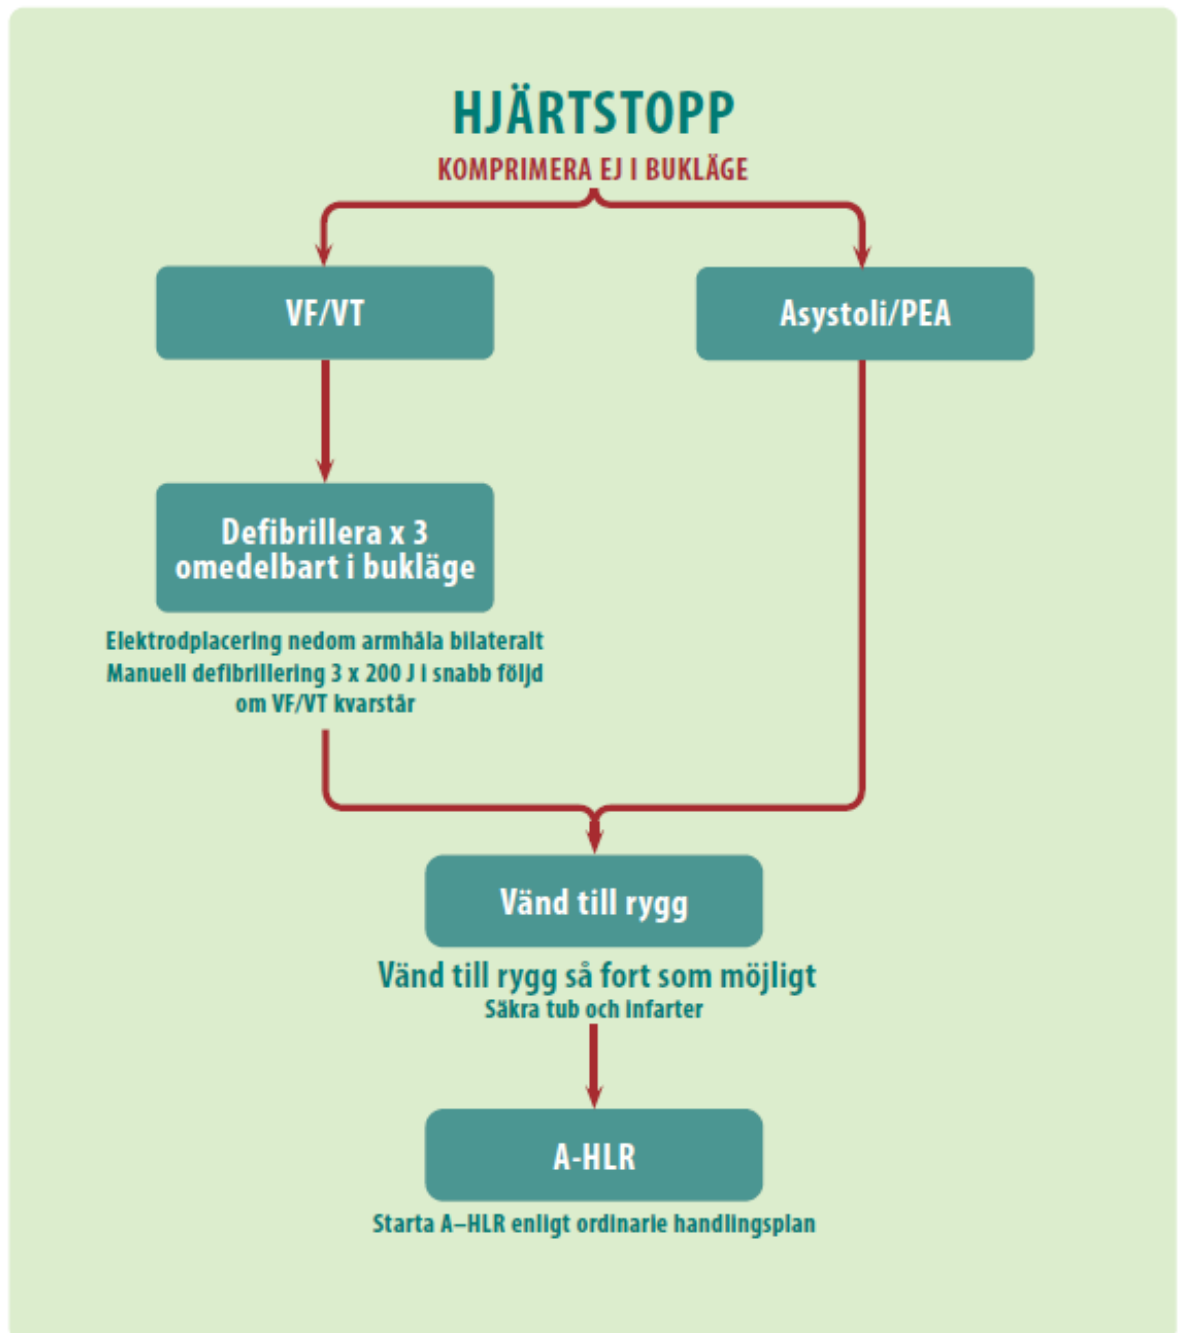 HJÄRTSTOPP
KOMPRIMERA EJ I BUKLÄGE
VF/VT
Asystoli/PEA
Defibrillera x 3
omedelbart i bukläge
Elektrodplacering nedom armhåla bilateralt
Manuell defibrillering 3 x 200 J i snabb följd
om VF/VT kvarstår
Vänd till rygg
Vänd till rygg så fort som möjligt
Säkra tub och infarter
A-HLR
Starta A–HLR enligt ordinarie handlingsplan